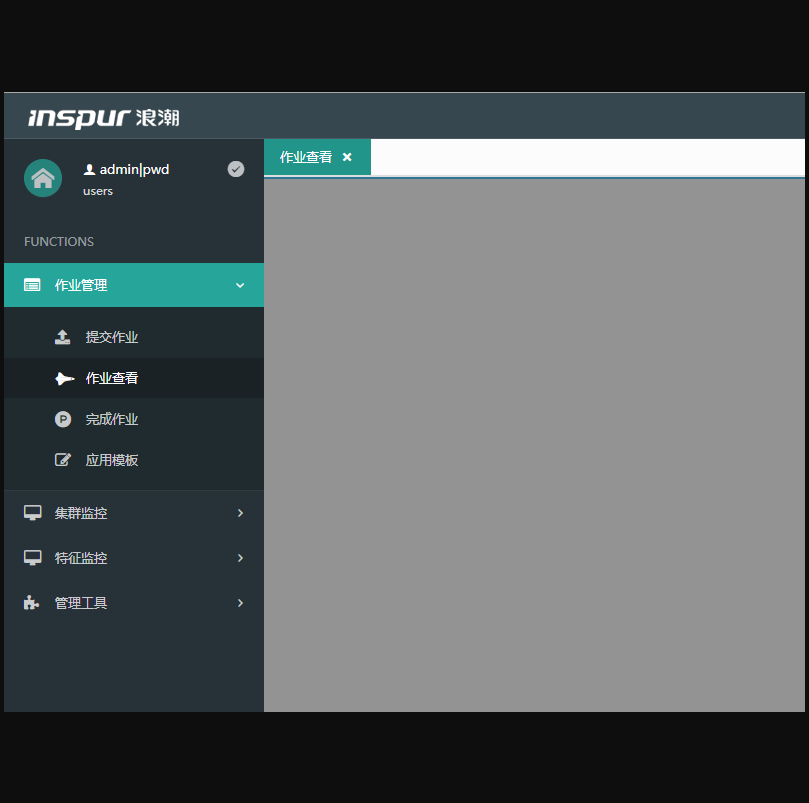 inspur 浪潮
admin|pwd
users
FUNCTIONS
作业管理
提交作业
作业查看
P 完成作业
应用模板
集群监控
特征监控
管理工具
作业查看 ×